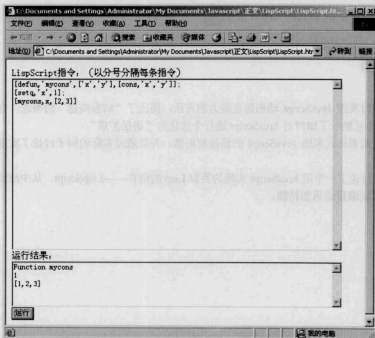 C:\Documents and Settings\Administrator\My Documents\Javascript\正文\LispScript\LispScript.ht
文件(F) 编辑(E) 查看(V) 收藏(A) 工具(T) 帮助(H)
后退 搜索 收藏夹 媒体
地址(D) C:\Documents and Settings\Administrator\My Documents\Javascript\正文\LispScript\LispScript.htm 转到 链接
LispScript指令：（以分号分隔每条指令）
[defun,'mycons',['x','y'],[cons,'x','y']];
[setq,'x',1];
[mycons,x,[2,3]]
运行结果:
Function mycons
1
[1,2,3]
运行
我的电脑